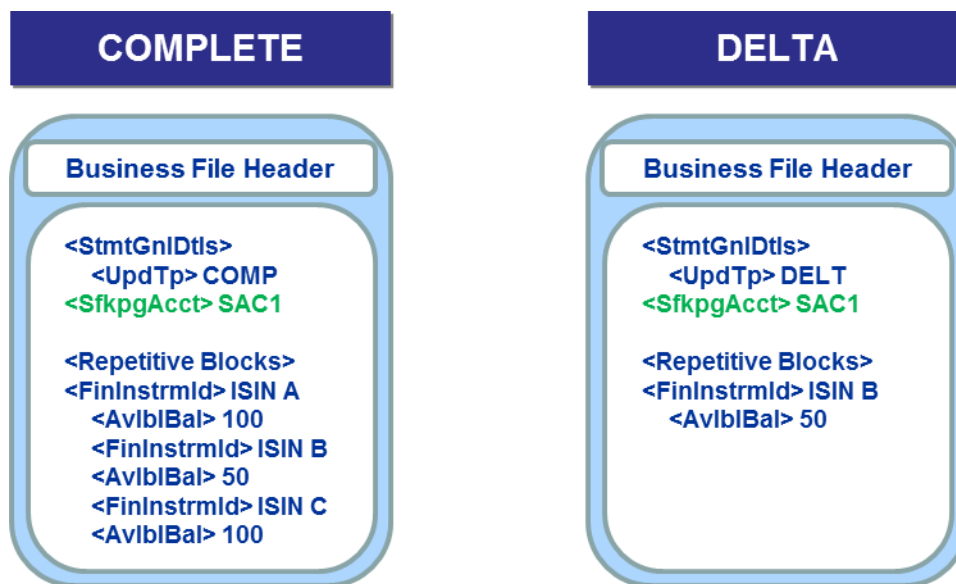 COMPLETE
Business File Header
<StmtGnlDtls>
<UpdTp> COMP
<SfkpgAcct> SAC1
<Repetitive Blocks>
<FinInstrmId> ISIN A
<AvlblBal> 100
<FinInstrmId> ISIN B
<AvlblBal> 50
<FinInstrmId> ISIN C
<AvlblBal> 100
DELTA
Business File Header
<StmtGnlDtls>
<UpdTp> DELT
<SfkpgAcct> SAC1
<Repetitive Blocks>
<FinInstrmId> ISIN B
<AvlblBal> 50